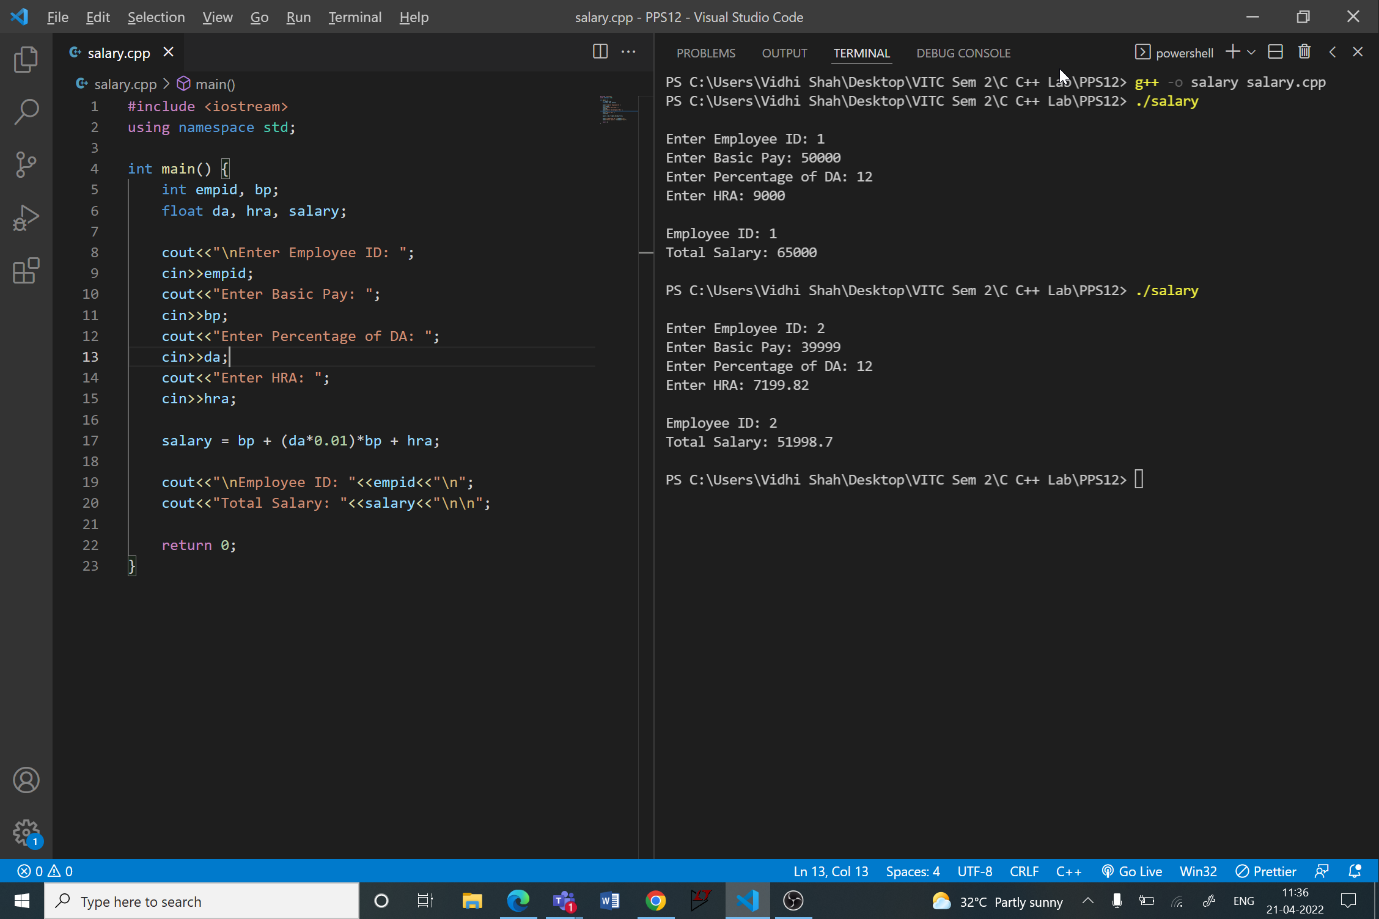 File Edit Selection View Go Run Terminal Help
salary.cpp - PPS12 - Visual Studio Code
salary.cpp
salary.cpp > main()
1 #include <iostream>
2 using namespace std;
3
4 int main() {
5 int empid, bp;
6 float da, hra, salary;
7
8 cout<<"\nEnter Employee ID: ";
9 cin>>empid;
10 cout<<"Enter Basic Pay: ";
11 cin>>bp;
12 cout<<"Enter Percentage of DA: ";
13 cin>>da;
14 cout<<"Enter HRA: ";
15 cin>>hra;
16
17 salary = bp + (da*0.01)*bp + hra;
18
19 cout<<"\nEmployee ID: "<<empid<<"\n";
20 cout<<"Total Salary: "<<salary<<"\n\n";
21
22 return 0;
23 }
PROBLEMS OUTPUT TERMINAL DEBUG CONSOLE
powershell
PS C:\Users\Vidhi Shah\Desktop\VITC Sem 2\C C++ Lab\PPS12> g++ -o salary salary.cpp
PS C:\Users\Vidhi Shah\Desktop\VITC Sem 2\C C++ Lab\PPS12> ./salary
Enter Employee ID: 1
Enter Basic Pay: 50000
Enter Percentage of DA: 12
Enter HRA: 9000
Employee ID: 1
Total Salary: 65000
PS C:\Users\Vidhi Shah\Desktop\VITC Sem 2\C C++ Lab\PPS12> ./salary
Enter Employee ID: 2
Enter Basic Pay: 39999
Enter Percentage of DA: 12
Enter HRA: 7199.82
Employee ID: 2
Total Salary: 51998.7
PS C:\Users\Vidhi Shah\Desktop\VITC Sem 2\C C++ Lab\PPS12>
1
0 0
Ln 13, Col 13 Spaces: 4 UTF-8 CRLF C++ Go Live Win32 Prettier
Type here to search
1
32°C Partly sunny
ENG
11:36
21-04-2022